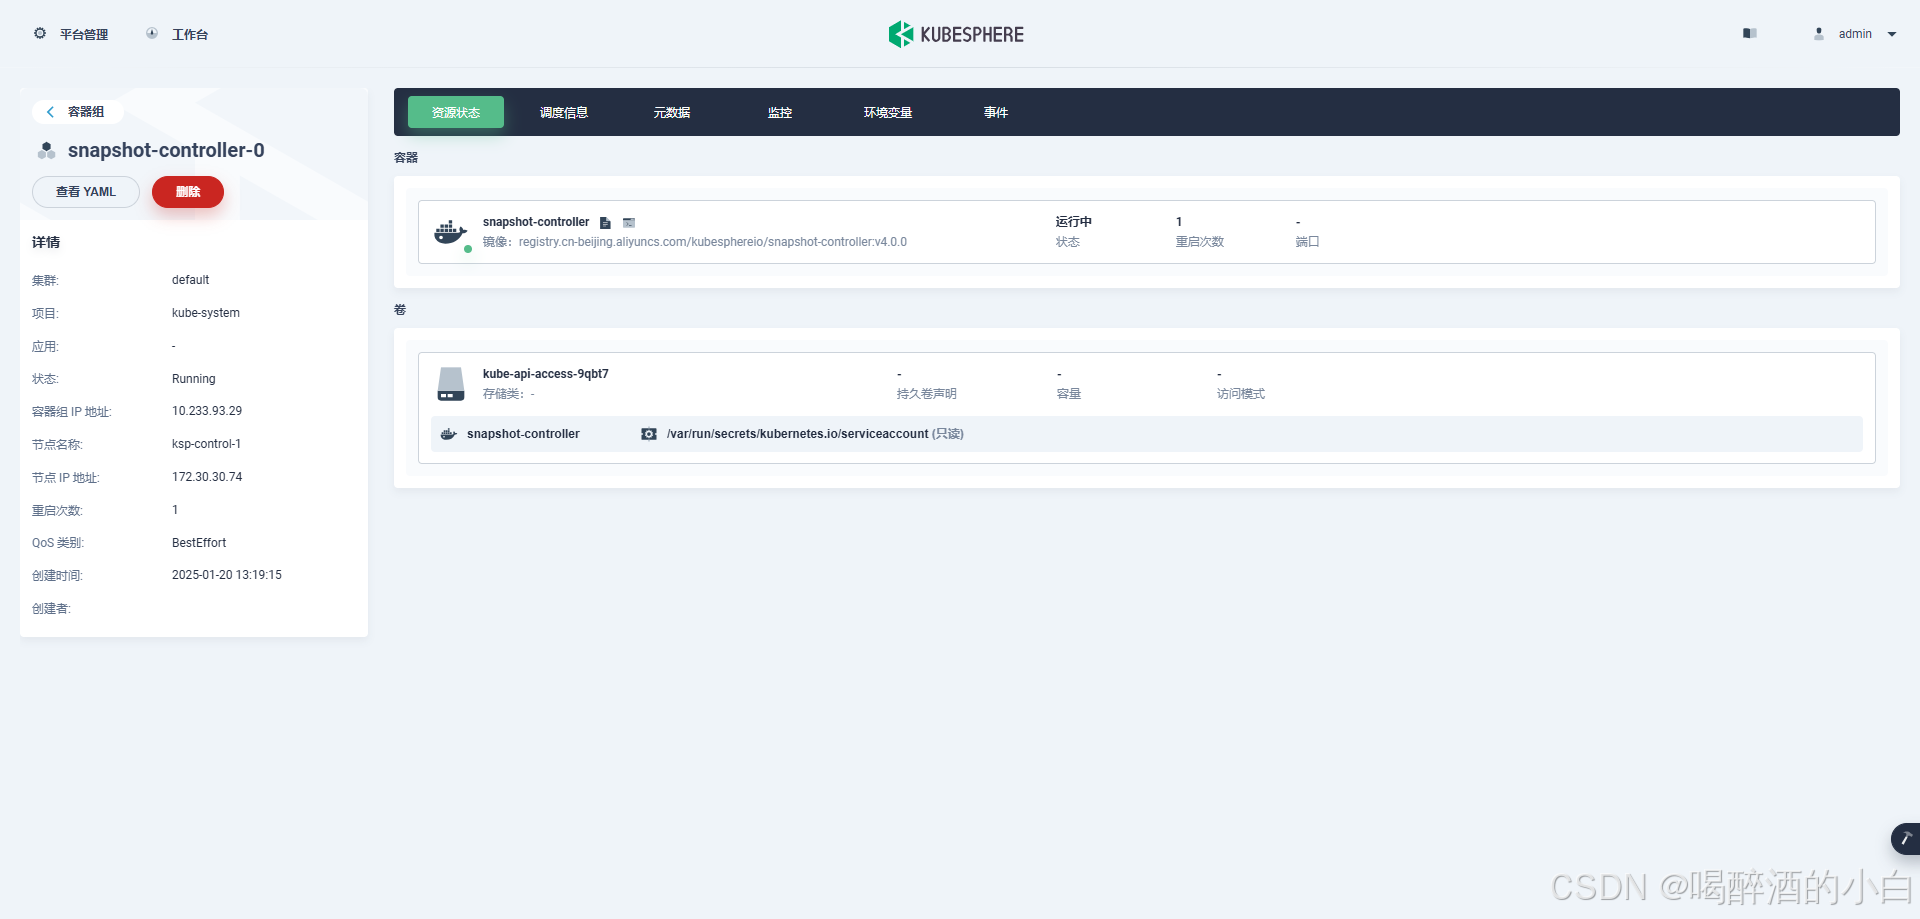 平台管理
工作台
KUBESPHERE
admin
容器组
snapshot-controller-0
查看 YAML
删除
详情
集群: default
项目: kube-system
应用: -
状态: Running
容器组 IP 地址: 10.233.93.29
节点名称: ksp-control-1
节点 IP 地址: 172.30.30.74
重启次数: 1
QoS 类别: BestEffort
创建时间: 2025-01-20 13:19:15
创建者:
资源状态 调度信息 元数据 监控 环境变量 事件
容器
snapshot-controller 运行中 1 -
镜像：registry.cn-beijing.aliyuncs.com/kubesphereio/snapshot-controller:v4.0.0 状态 重启次数 端口
卷
kube-api-access-9qbt7 - - -
存储类：- 持久卷声明 容量 访问模式
snapshot-controller /var/run/secrets/kubernetes.io/serviceaccount (只读)
CSDN @喝醉酒的小白